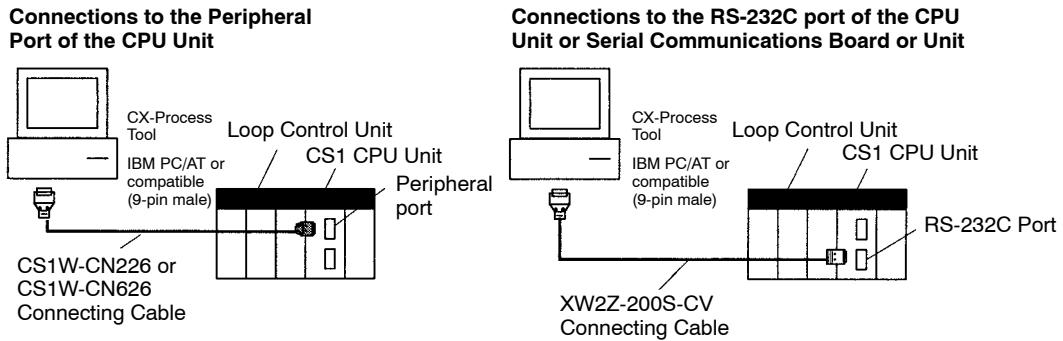 Connections to the Peripheral
Port of the CPU Unit
CX-Process
Tool
IBM PC/AT or
compatible
(9-pin male)
Loop Control Unit
CS1 CPU Unit
Peripheral
port
CS1W-CN226 or
CS1W-CN626
Connecting Cable
Connections to the RS-232C port of the CPU
Unit or Serial Communications Board or Unit
CX-Process
Tool
IBM PC/AT or
compatible
(9-pin male)
Loop Control Unit
CS1 CPU Unit
RS-232C Port
XW2Z-200S-CV
Connecting Cable